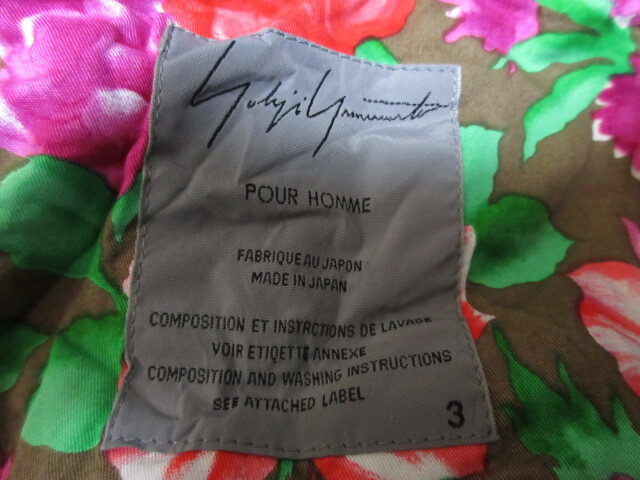 Yohji Yamamoto
POUR HOMME
FABRIQUE AU JAPON
MADE IN JAPAN
COMPOSITION ET INSTRCTIONS DE LAVAGE
VOIR ETIQETTE ANNEXE
COMPOSITION AND WASHING INSTRUCTIONS
SEE ATTACHED LABEL
3